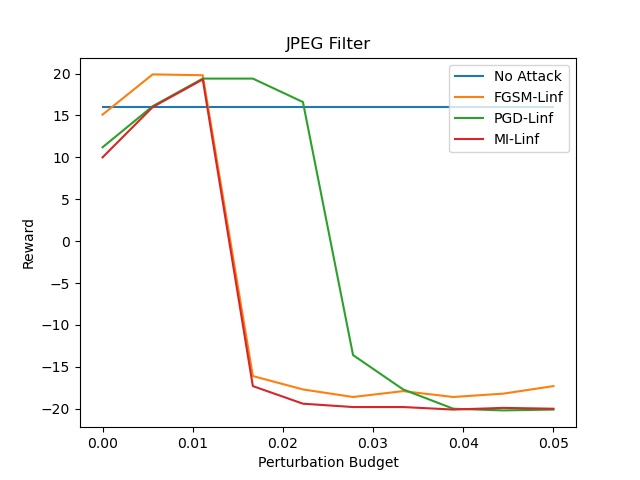 JPEG Filter
No Attack
FGSM-Linf
PGD-Linf
MI-Linf
Reward
20
15
10
5
0
−5
−10
−15
−20
0.00 0.01 0.02 0.03 0.04 0.05
Perturbation Budget